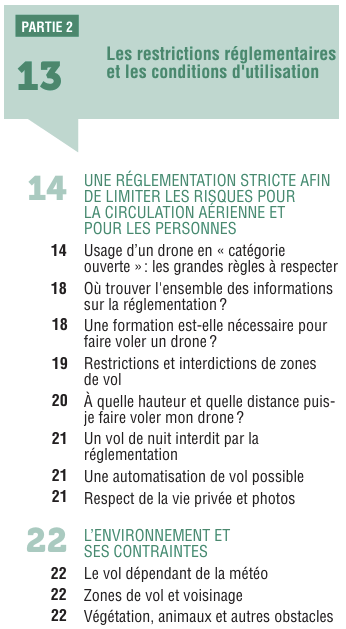 PARTIE 2
13
Les restrictions réglementaires
et les conditions d'utilisation
14 UNE RÉGLEMENTATION STRICTE AFIN
DE LIMITER LES RISQUES POUR
LA CIRCULATION AÉRIENNE ET
POUR LES PERSONNES
14 Usage d’un drone en « catégorie
ouverte » : les grandes règles à respecter
18 Où trouver l'ensemble des informations
sur la réglementation ?
18 Une formation est-elle nécessaire pour
faire voler un drone ?
19 Restrictions et interdictions de zones
de vol
20 À quelle hauteur et quelle distance puis-
je faire voler mon drone ?
21 Un vol de nuit interdit par la
réglementation
21 Une automatisation de vol possible
21 Respect de la vie privée et photos
22 L’ENVIRONNEMENT ET
SES CONTRAINTES
22 Le vol dépendant de la météo
22 Zones de vol et voisinage
22 Végétation, animaux et autres obstacles